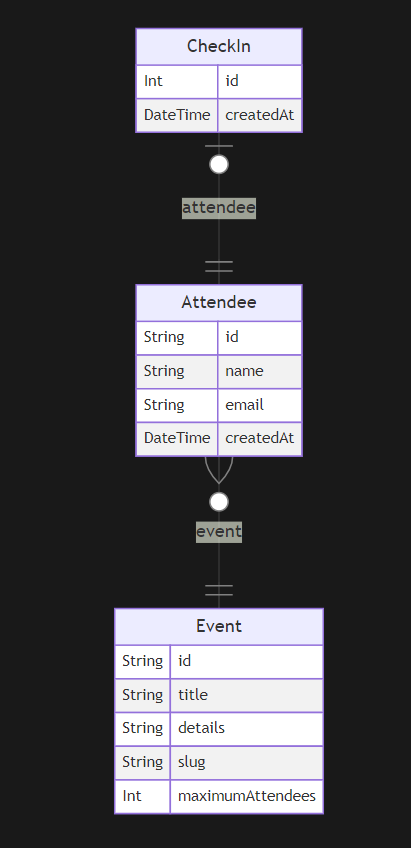 CheckIn
Int id
DateTime createdAt
attendee
Attendee
String id
String name
String email
DateTime createdAt
event
Event
String id
String title
String details
String slug
Int maximumAttendees